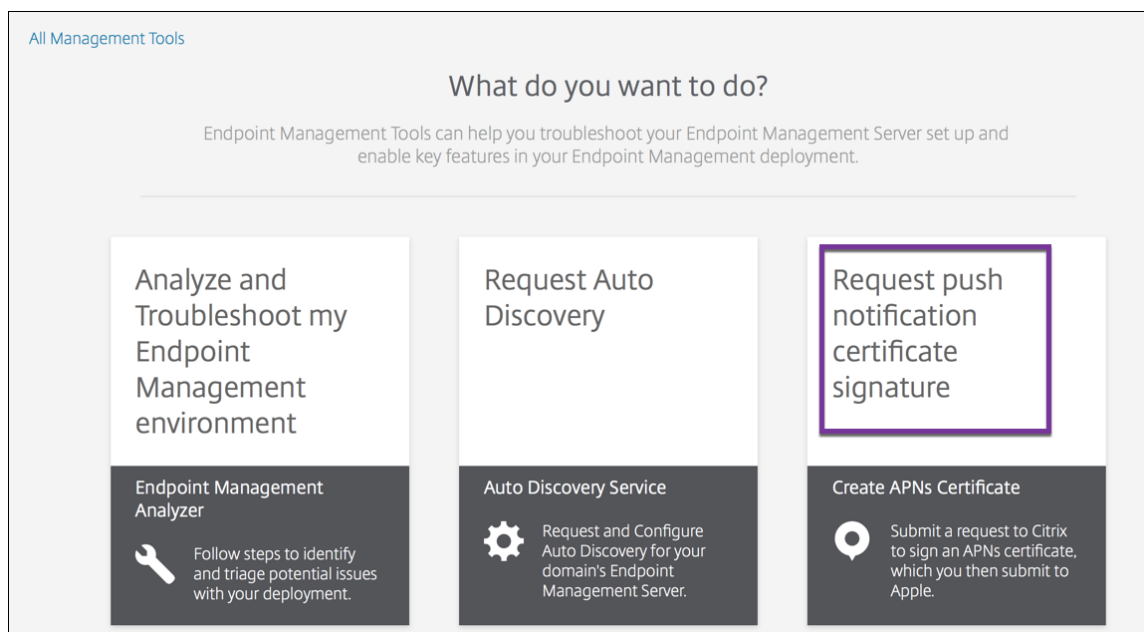 All Management Tools
What do you want to do?
Endpoint Management Tools can help you troubleshoot your Endpoint Management Server set up and
enable key features in your Endpoint Management deployment.
Analyze and
Troubleshoot my
Endpoint
Management
environment
Endpoint Management
Analyzer
Follow steps to identify
and triage potential issues
with your deployment.
Request Auto
Discovery
Auto Discovery Service
Request and Configure
Auto Discovery for your
domain's Endpoint
Management Server.
Request push
notification
certificate
signature
Create APNs Certificate
Submit a request to Citrix
to sign an APNs certificate,
which you then submit to
Apple.